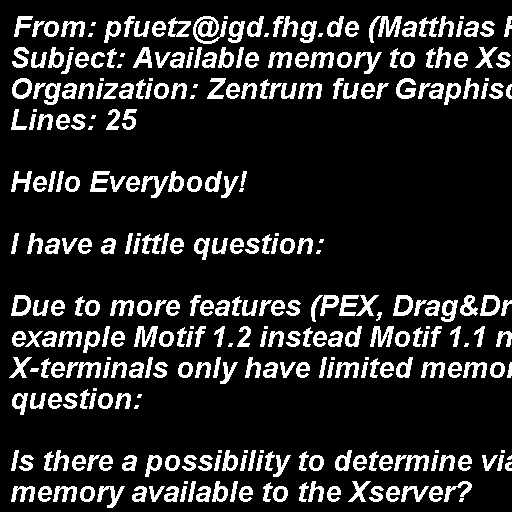 From: pfuetz@igd.fhg.de (Matthias
Subject: Available memory to the Xs
Organization: Zentrum fuer Graphisc
Lines: 25

Hello Everybody!

I have a little question:

Due to more features (PEX, Drag&Dr
example Motif 1.2 instead Motif 1.1 n
X-terminals only have limited memor
question:

Is there a possibility to determine via
memory available to the Xserver?